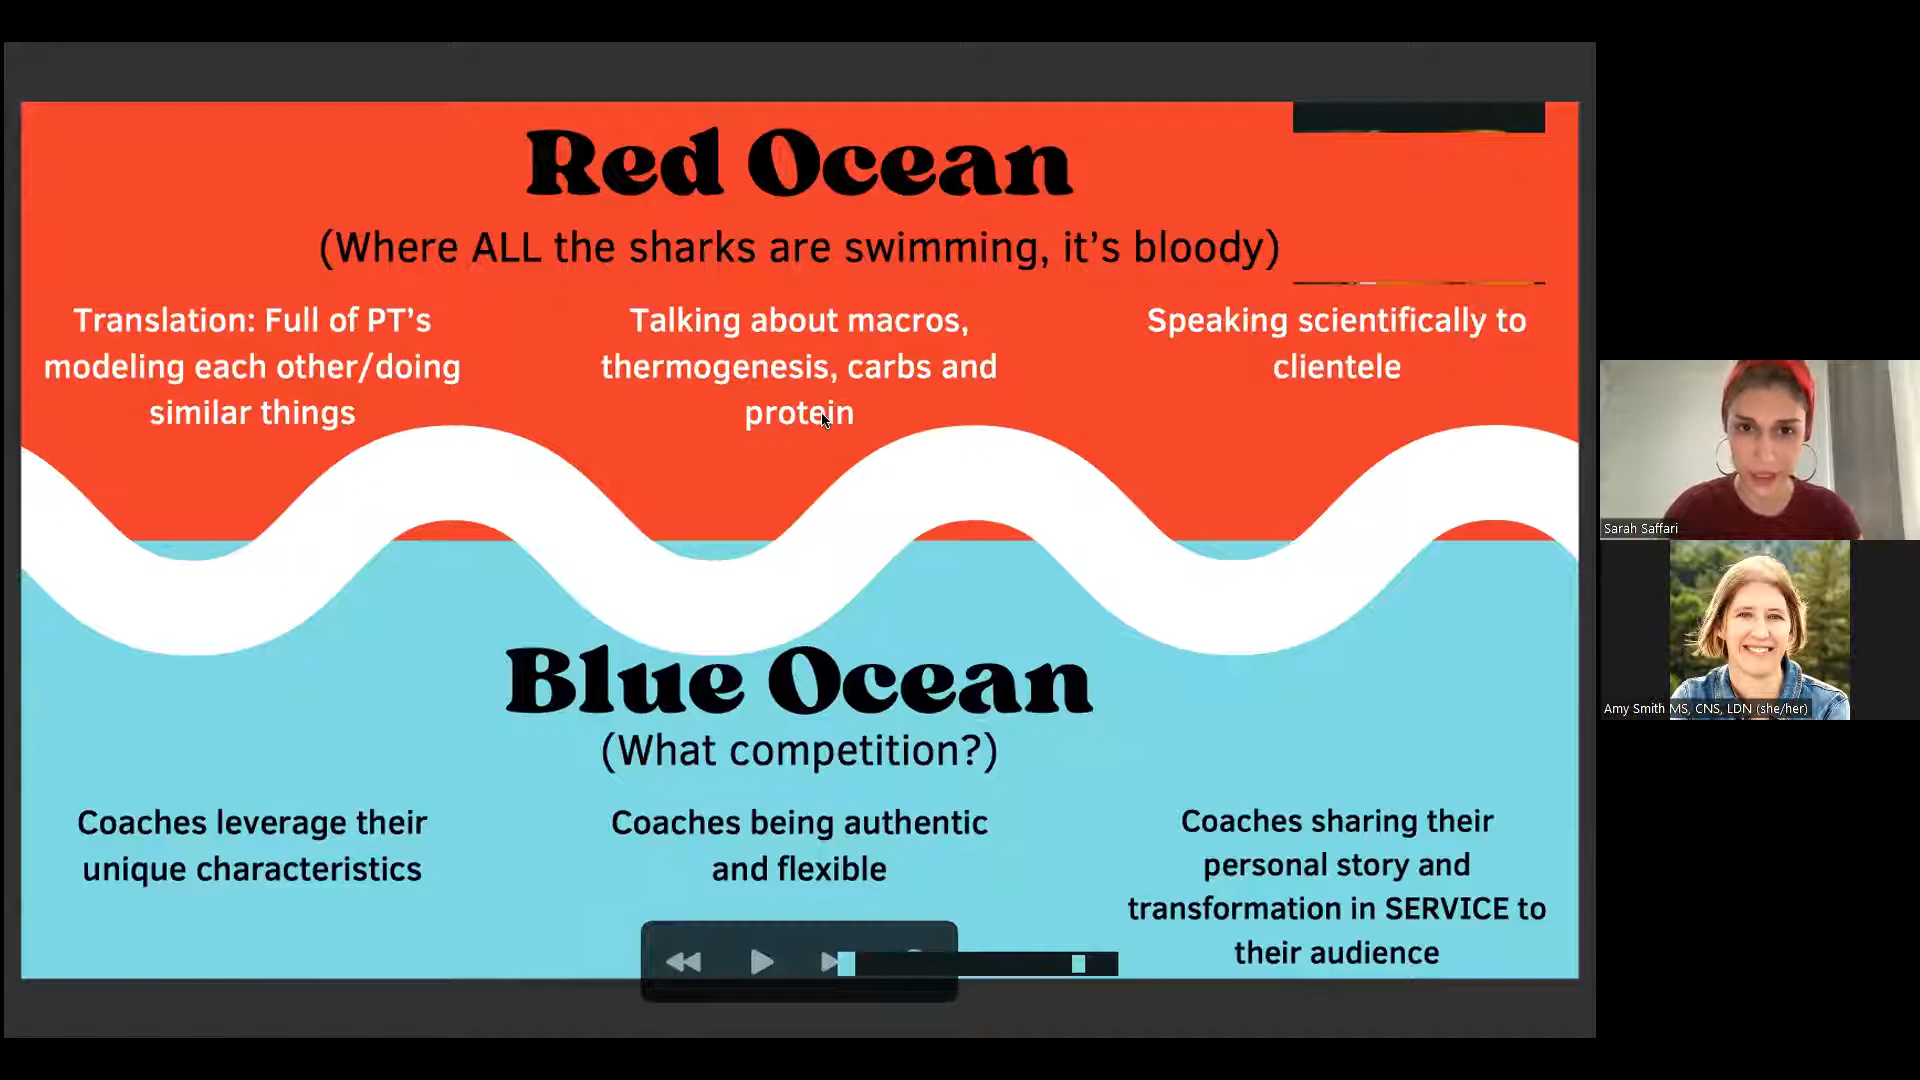 Red Ocean
(Where ALL the sharks are swimming, it's bloody)
Translation: Full of PT's
modeling each other/doing
similar things
Talking about macros,
thermogenesis, carbs and
protein
Speaking scientifically to
clientele
Blue Ocean
(What competition?)
Coaches leverage their
unique characteristics
Coaches being authentic
and flexible
Coaches sharing their
personal story and
transformation in SERVICE to
their audience
Sarah Saffari
Amy Smith MS, CNS, LDN (she/her)